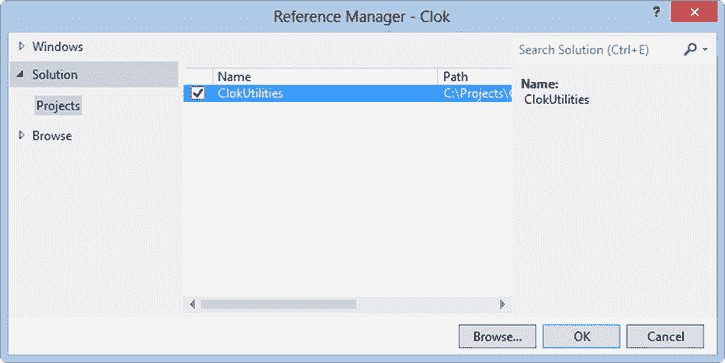 Reference Manager - Clok
?
Windows
Solution
Projects
Browse
Name
Path
ClokUtilities
C:\Projects\
Search Solution (Ctrl+E)
Name:
ClokUtilities
Browse...
OK
Cancel